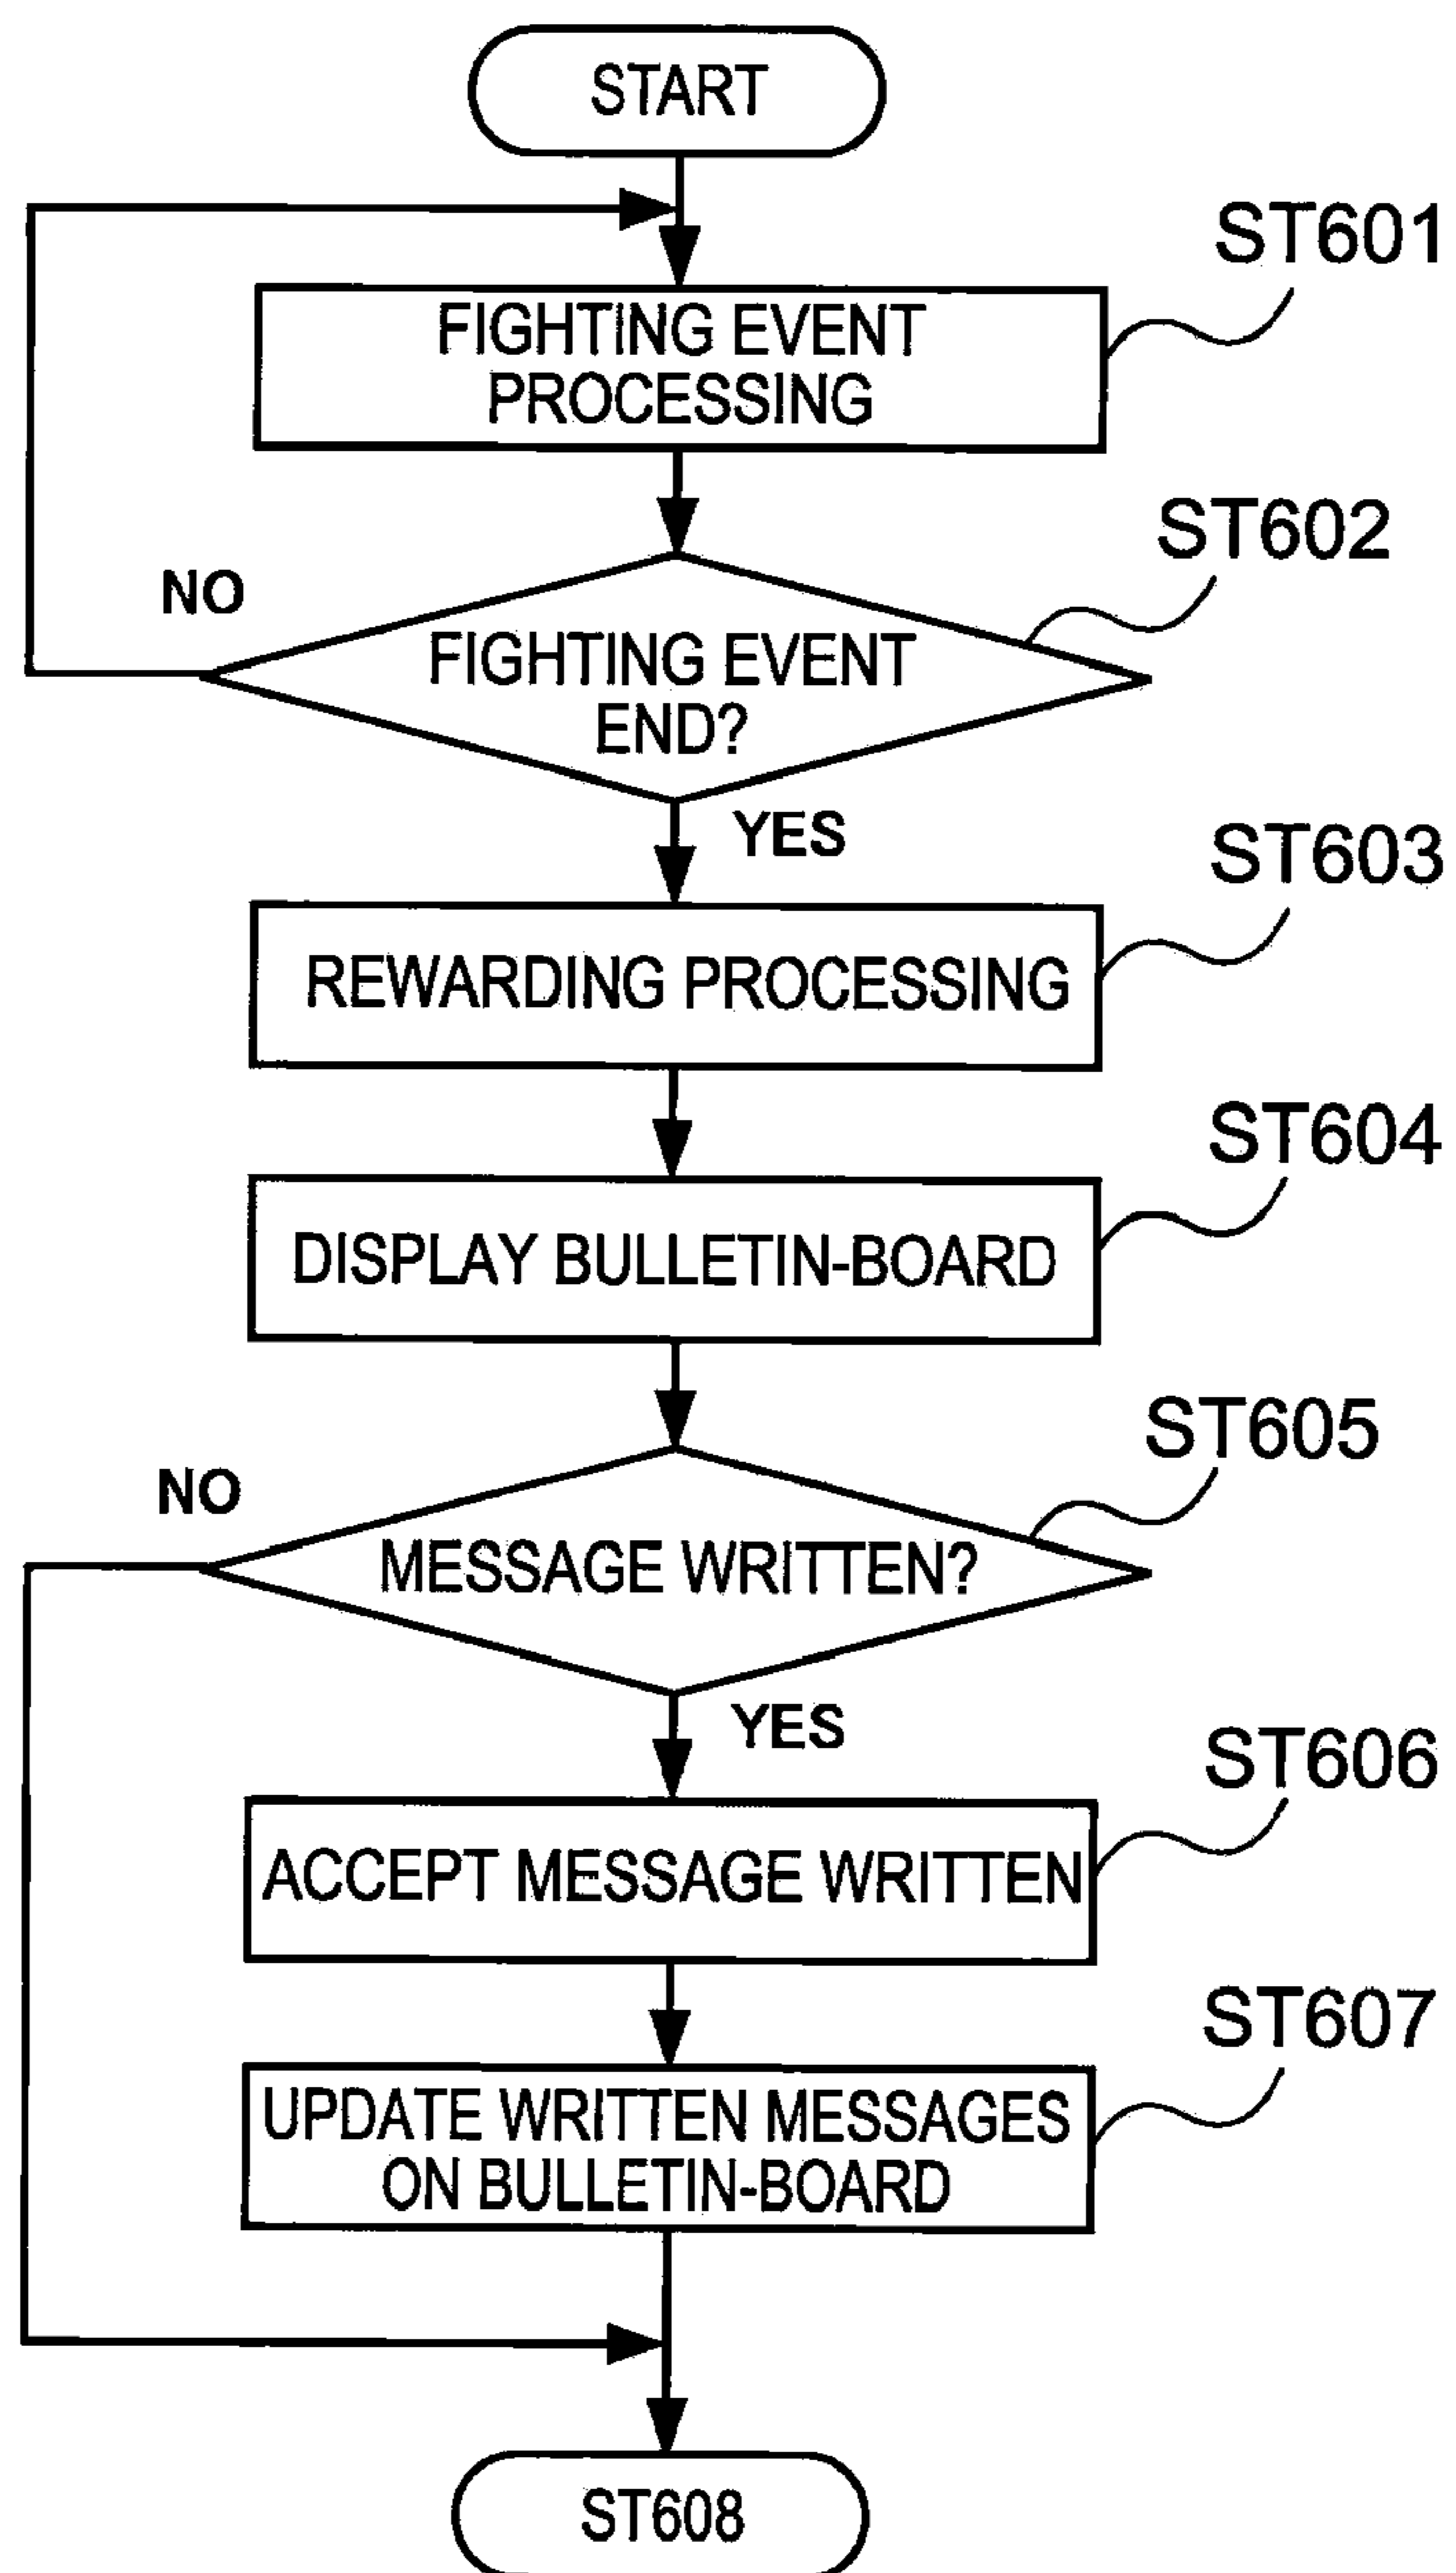 START
ST601
FIGHTING EVENT
PROCESSING
ST602
NO
FIGHTING EVENT
END?
YES
ST603
REWARDING PROCESSING
ST604
DISPLAY BULLETIN-BOARD
ST605
NO
MESSAGE WRITTEN?
YES
ST606
ACCEPT MESSAGE WRITTEN
ST607
UPDATE WRITTEN MESSAGES
ON BULLETIN-BOARD
ST608